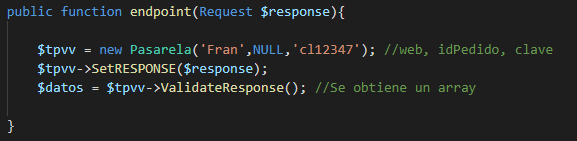 public function endpoint(Request $response){
$tpvv = new Pasarela('Fran',NULL,'cl12347'); //web, idPedido, clave
$tpvv->SetRESPONSE($response);
$datos = $tpvv->ValidateResponse(); //Se obtiene un array
}